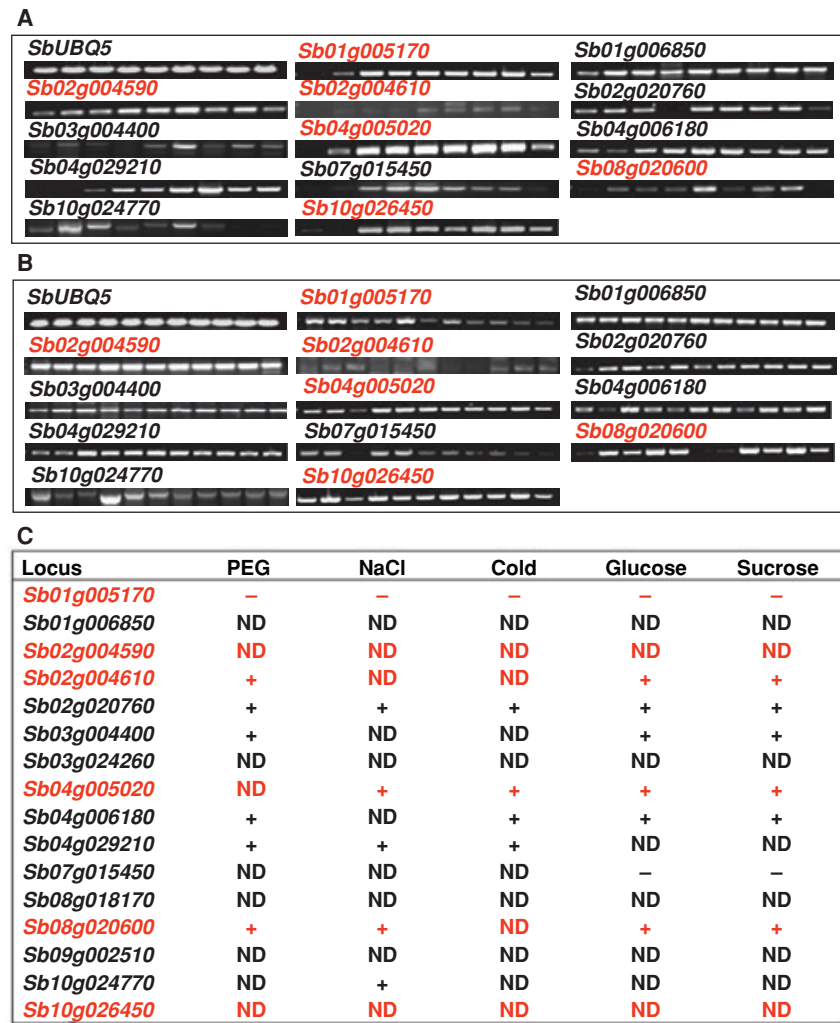 A
SbUBQ5 Sb01g005170 Sb01g006850
Sb02g004590 Sb02g004610 Sb02g020760
Sb03g004400 Sb04g005020 Sb04g006180
Sb04g029210 Sb07g015450 Sb08g020600
Sb10g024770 Sb10g026450
B
SbUBQ5 Sb01g005170 Sb01g006850
Sb02g004590 Sb02g004610 Sb02g020760
Sb03g004400 Sb04g005020 Sb04g006180
Sb04g029210 Sb07g015450 Sb08g020600
Sb10g024770 Sb10g026450
C
Locus PEG NaCl Cold Glucose Sucrose
Sb01g005170 – – – – –
Sb01g006850 ND ND ND ND ND
Sb02g004590 ND ND ND ND ND
Sb02g004610 + ND ND + +
Sb02g020760 + + + + +
Sb03g004400 + ND ND + +
Sb03g024260 ND ND ND ND ND
Sb04g005020 ND + + + +
Sb04g006180 + ND + + +
Sb04g029210 + + + ND ND
Sb07g015450 ND ND ND – –
Sb08g018170 ND ND ND ND ND
Sb08g020600 + + ND + +
Sb09g002510 ND ND ND ND ND
Sb10g024770 ND + ND ND ND
Sb10g026450 ND ND ND ND ND